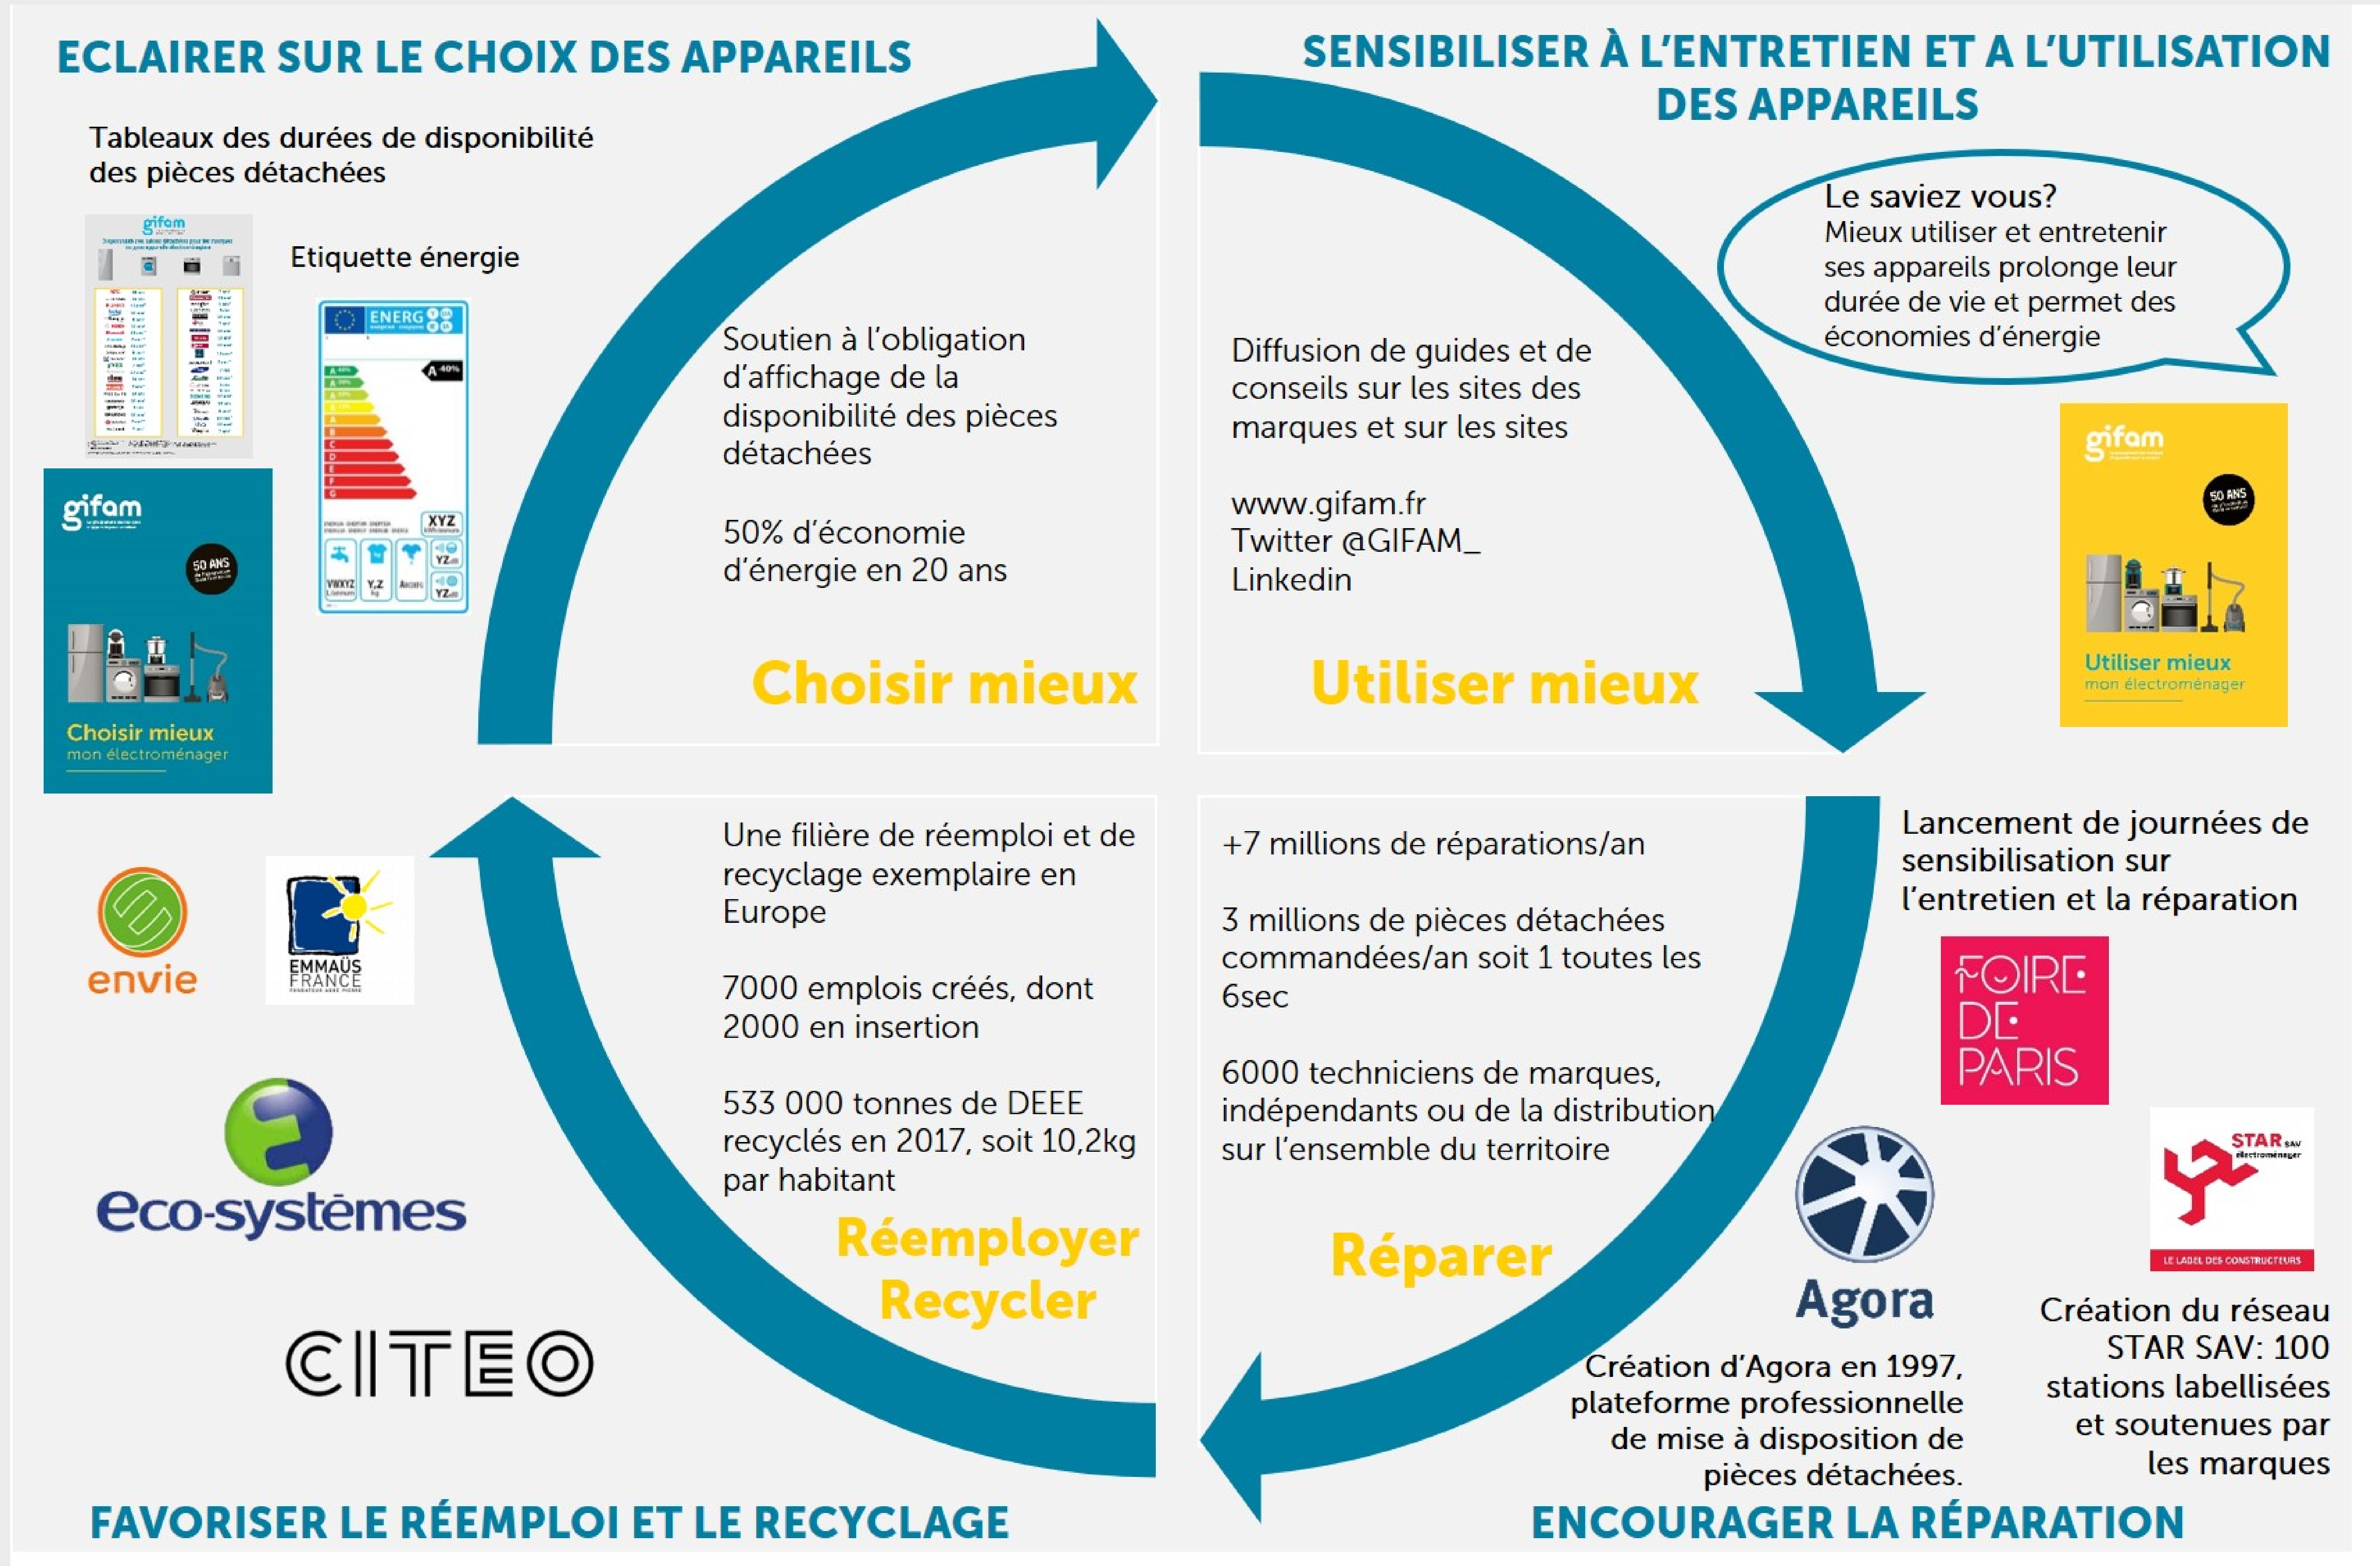 ECLAIRER SUR LE CHOIX DES APPAREILS
Tableaux des durées de disponibilité
des pièces détachées
gifam
Etiquette énergie
ENERG
A
XYZ
VWXYZ
Y,Z
kg
YZ
YZ
gifam
50 ANS
Choisir mieux
mon électroménager
Soutien à l'obligation
d'affichage de la
disponibilité des pièces
détachées
50% d'économie
d'énergie en 20 ans
Choisir mieux
SENSIBILISER À L'ENTRETIEN ET A L'UTILISATION
DES APPAREILS
Le saviez vous?
Mieux utiliser et entretenir
ses appareils prolonge leur
durée de vie et permet des
économies d'énergie
Diffusion de guides et de
conseils sur les sites des
marques et sur les sites
www.gifam.fr
Twitter @GIFAM_
Linkedin
Utiliser mieux
gifam
50 ANS
Utiliser mieux
mon électroménager
envie
EMMAÜS
FRANCE
eco-systèmes
CITEO
Une filière de réemploi et de
recyclage exemplaire en
Europe
7000 emplois créés, dont
2000 en insertion
533 000 tonnes de DEEE
recyclés en 2017, soit 10,2kg
par habitant
Réemployer
Recycler
FAVORISER LE RÉEMPLOI ET LE RECYCLAGE
+7 millions de réparations/an
3 millions de pièces détachées
commandées/an soit 1 toutes les
6sec
6000 techniciens de marques,
indépendants ou de la distribution
sur l'ensemble du territoire
Réparer
Lancement de journées de
sensibilisation sur
l'entretien et la réparation
FOIRE
DE
PARIS
Agora
Création d'Agora en 1997,
plateforme professionnelle
de mise à disposition de
pièces détachées.
STAR SAV
électroménager
LE LABEL DES CONSTRUCTEURS
Création du réseau
STAR SAV: 100
stations labellisées
et soutenues par
les marques
ENCOURAGER LA RÉPARATION